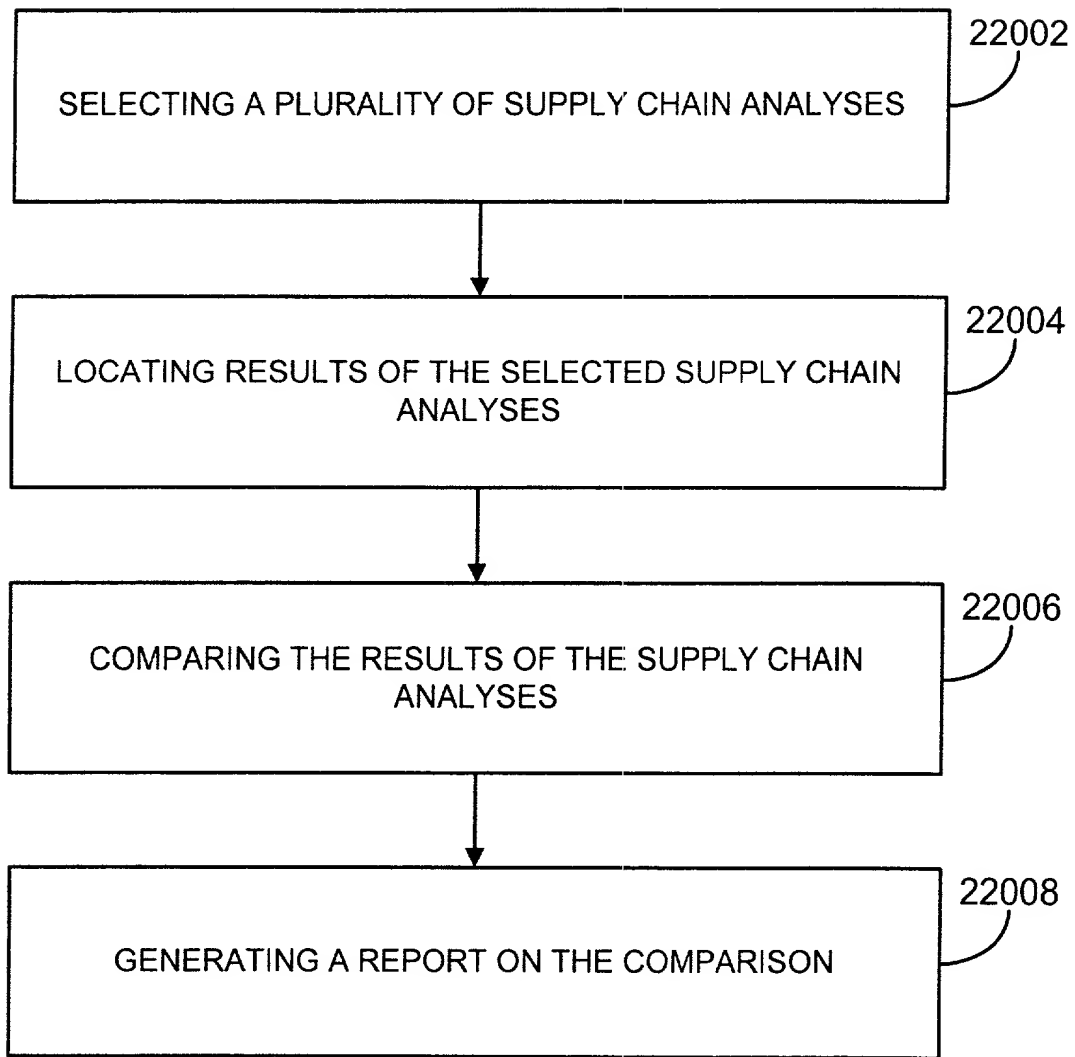 22002
SELECTING A PLURALITY OF SUPPLY CHAIN ANALYSES
22004
LOCATING RESULTS OF THE SELECTED SUPPLY CHAIN
ANALYSES
22006
COMPARING THE RESULTS OF THE SUPPLY CHAIN
ANALYSES
22008
GENERATING A REPORT ON THE COMPARISON